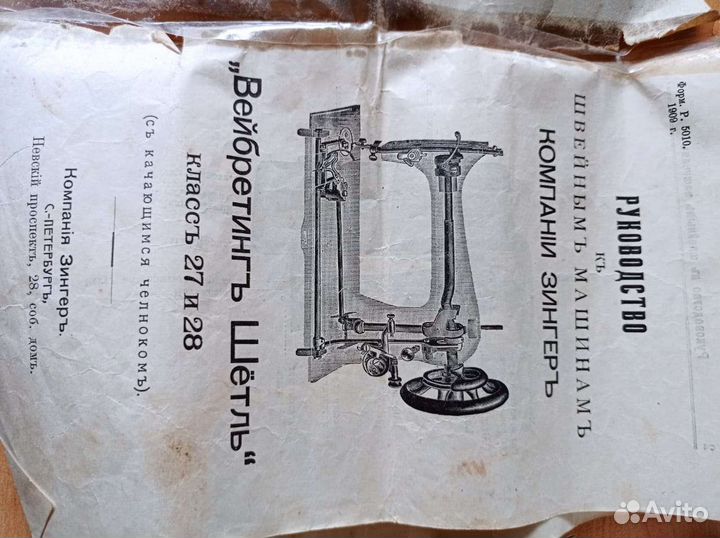 Форм. Р. 5010.
1909 г.
РУКОВОДСТВО
КЪ
ШВЕЙНЫМЪ МАШИНАМЪ
КОМПАНІИ ЗИНГЕРЪ
„Вейбретингъ Шётль“
классъ 27 и 28
(съ качающимся челнокомъ).
Компанія Зингеръ.
С.-ПЕТЕРБУРГЪ,
Невскій проспектъ, 28, соб. домъ.
Avito